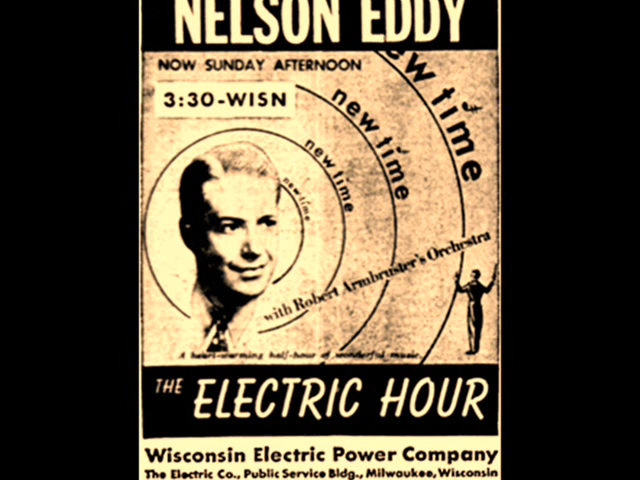 NELSON EDDY
NOW SUNDAY AFTERNOON
3:30-WISN
new time
new time
new time
new time
with Robert Armbruster's Orchestra
A heart-warming half-hour of wonderful music.
THE ELECTRIC HOUR
Wisconsin Electric Power Company
The Electric Co., Public Service Bldg., Milwaukee, Wisconsin